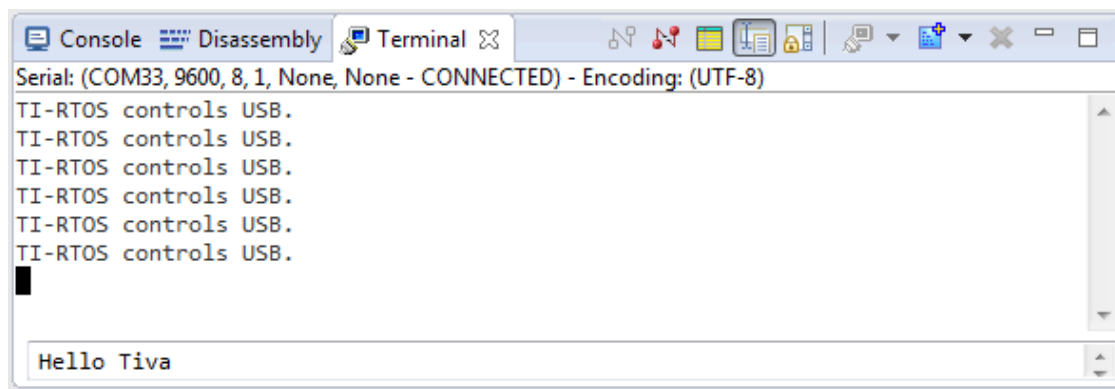 Console Disassembly Terminal
Serial: (COM33, 9600, 8, 1, None, None - CONNECTED) - Encoding: (UTF-8)
TI-RTOS controls USB.
TI-RTOS controls USB.
TI-RTOS controls USB.
TI-RTOS controls USB.
TI-RTOS controls USB.
TI-RTOS controls USB.
Hello Tiva